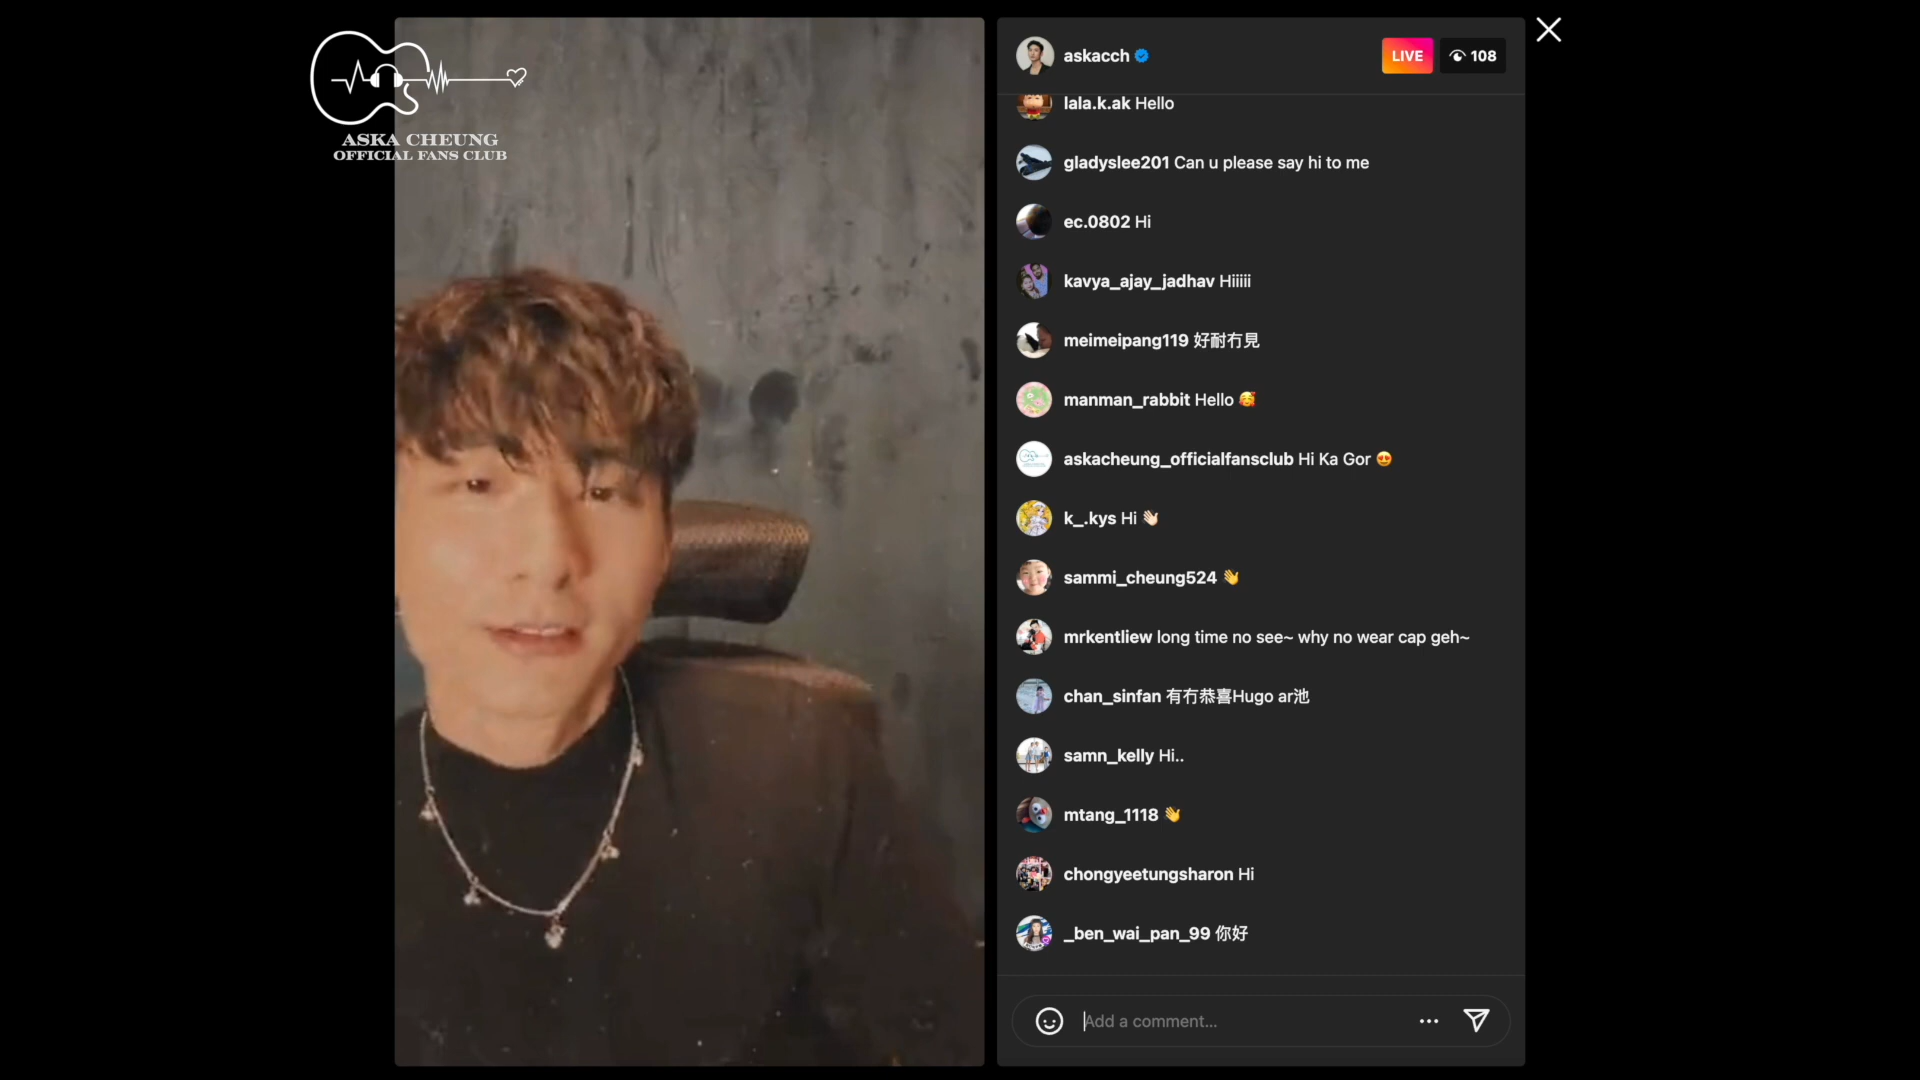 ASKA CHEUNG
OFFICIAL FANS CLUB
askacch
LIVE
108
lala.k.ak Hello
gladyslee201 Can u please say hi to me
ec.0802 Hi
kavya_ajay_jadhav Hiiiii
meimeipang119 好耐冇見
manman_rabbit Hello 🥰
askacheung_officialfansclub Hi Ka Gor 😍
k_.kys Hi 👋🏻
sammi_cheung524 👋
mrkentliew long time no see~ why no wear cap geh~
chan_sinfan 有冇恭喜Hugo ar池
samn_kelly Hi..
mtang_1118 👋
chongyeetungsharon Hi
_ben_wai_pan_99 你好
Add a comment...